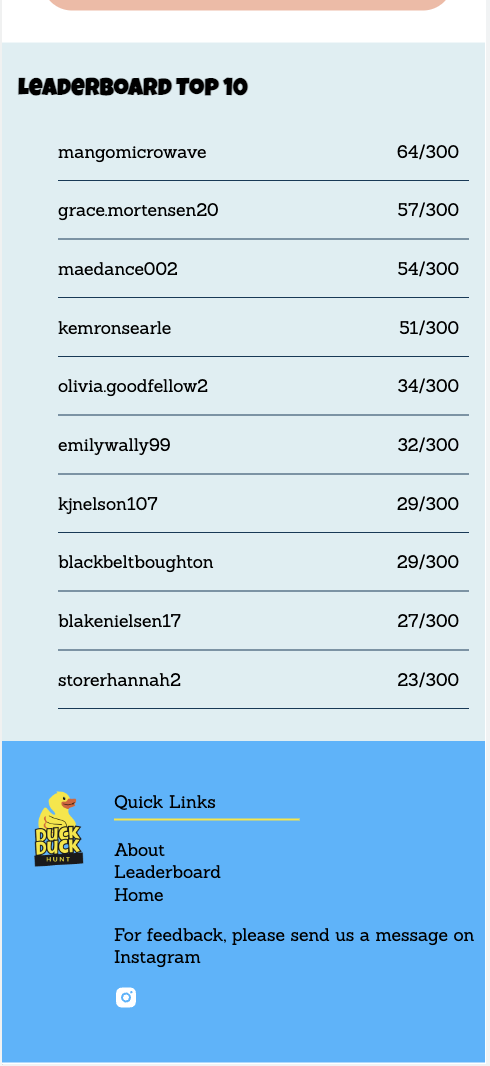 LEADERBOARD TOP 10
mangomicrowave 64/300
grace.mortensen20 57/300
maedance002 54/300
kemronsearle 51/300
olivia.goodfellow2 34/300
emilywally99 32/300
kjnelson107 29/300
blackbeltboughton 29/300
blakenielsen17 27/300
storerhannah2 23/300
DUCK
DUCK
HUNT
Quick Links
About
Leaderboard
Home
For feedback, please send us a message on
Instagram